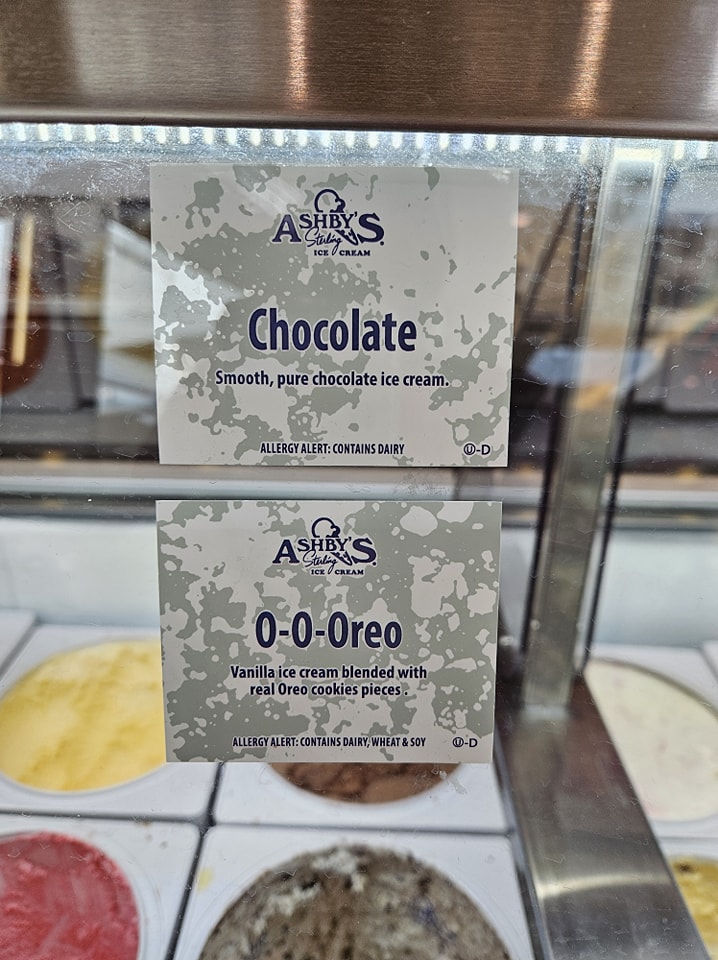 ASHBY'S
Sterling
ICE CREAM
Chocolate
Smooth, pure chocolate ice cream.
ALLERGY ALERT: CONTAINS DAIRY
Ⓤ-D
ASHBY'S
Sterling
ICE CREAM
O-O-Oreo
Vanilla ice cream blended with
real Oreo cookies pieces .
ALLERGY ALERT: CONTAINS DAIRY, WHEAT & SOY
Ⓤ-D